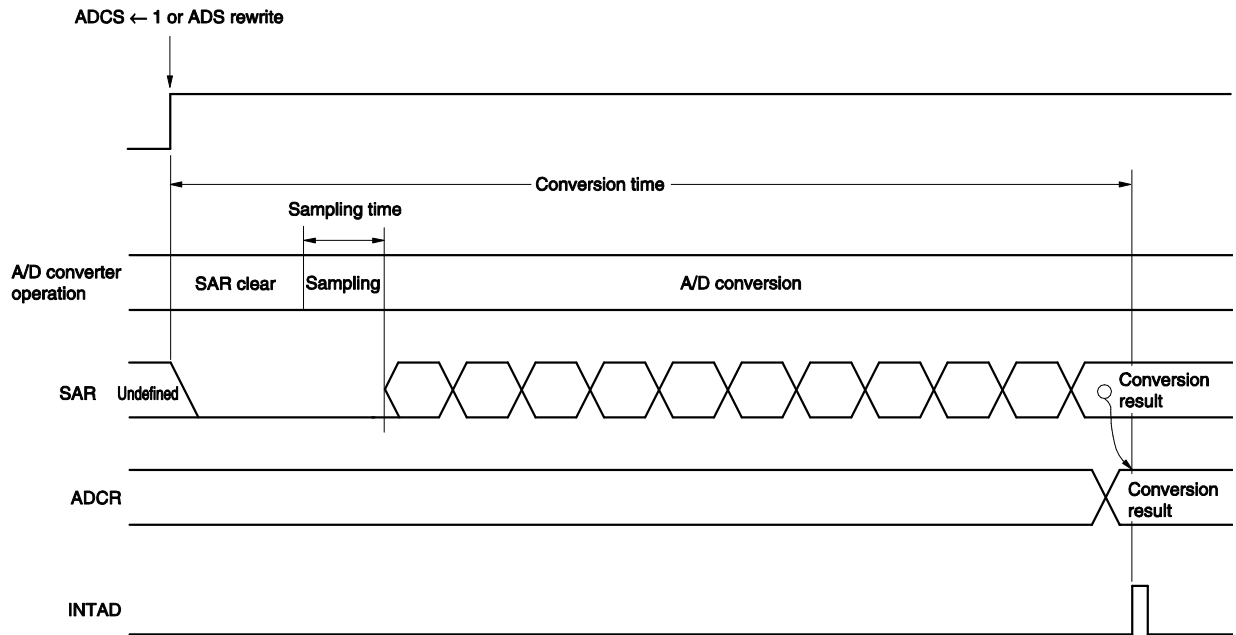 ADCS ← 1 or ADS rewrite
Conversion time
Sampling time
A/D converter
operation
SAR clear
Sampling
A/D conversion
SAR
Undefined
Conversion
result
ADCR
Conversion
result
INTAD